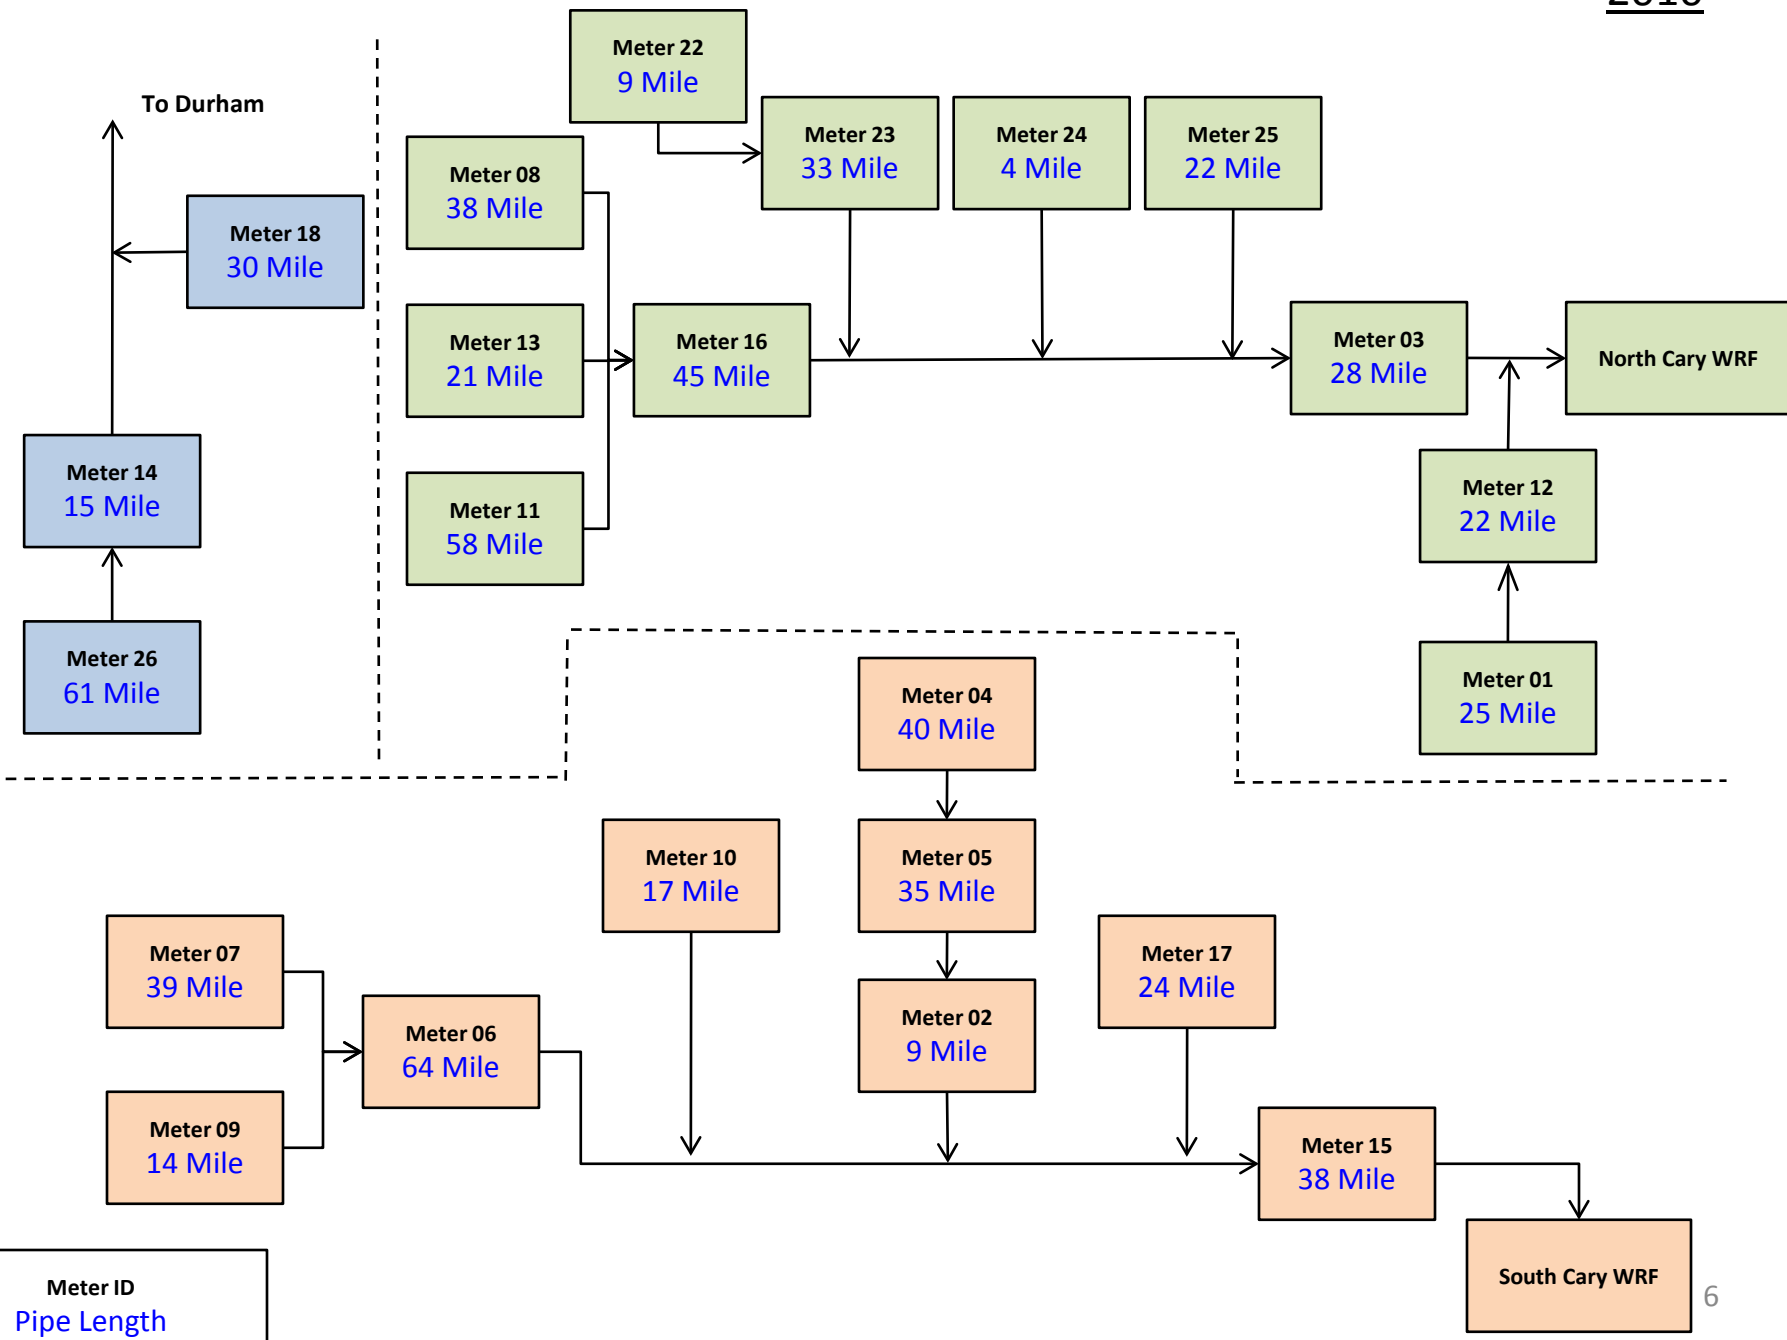 To Durham
Meter 18
30 Mile
Meter 14
15 Mile
Meter 26
61 Mile
Meter 22
9 Mile
Meter 23
33 Mile
Meter 24
4 Mile
Meter 25
22 Mile
Meter 08
38 Mile
Meter 13
21 Mile
Meter 11
58 Mile
Meter 16
45 Mile
Meter 03
28 Mile
North Cary WRF
Meter 12
22 Mile
Meter 01
25 Mile
Meter 04
40 Mile
Meter 10
17 Mile
Meter 05
35 Mile
Meter 07
39 Mile
Meter 17
24 Mile
Meter 06
64 Mile
Meter 02
9 Mile
Meter 09
14 Mile
Meter 15
38 Mile
South Cary WRF
Meter ID
Pipe Length
6